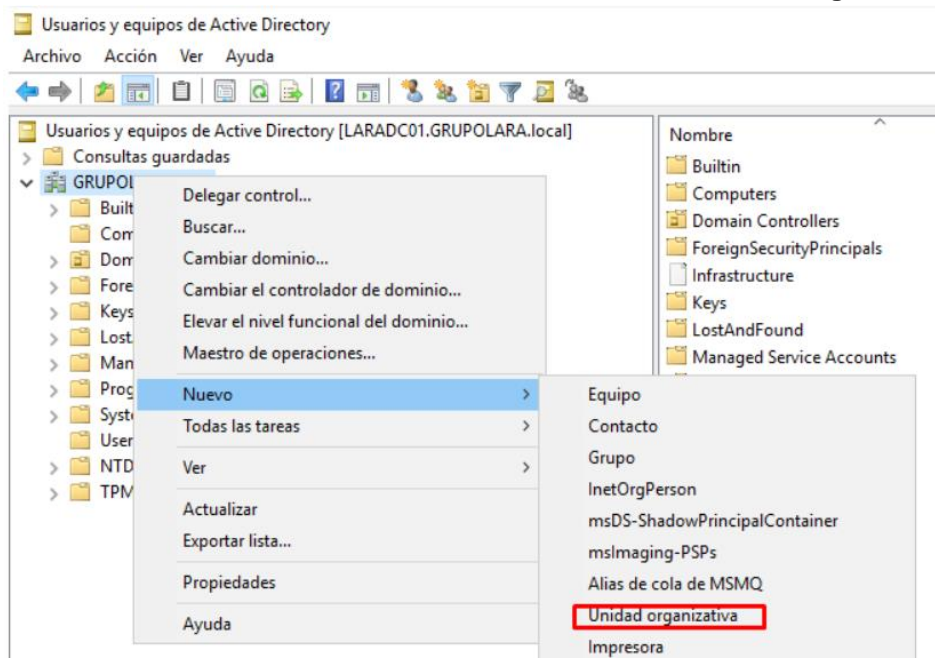 Usuarios y equipos de Active Directory
Archivo Acción Ver Ayuda
Usuarios y equipos de Active Directory [LARADC01.GRUPOLARA.local]
Consultas guardadas
GRUPOL
Built
Com
Dom
Fore
Keys
Lost
Man
Prog
Syst
User
NTD
TPM
Delegar control...
Buscar...
Cambiar dominio...
Cambiar el controlador de dominio...
Elevar el nivel funcional del dominio...
Maestro de operaciones...
Nuevo
Todas las tareas
Ver
Actualizar
Exportar lista...
Propiedades
Ayuda
Nombre
Builtin
Computers
Domain Controllers
ForeignSecurityPrincipals
Infrastructure
Keys
LostAndFound
Managed Service Accounts
Equipo
Contacto
Grupo
InetOrgPerson
msDS-ShadowPrincipalContainer
msImaging-PSPs
Alias de cola de MSMQ
Unidad organizativa
Impresora